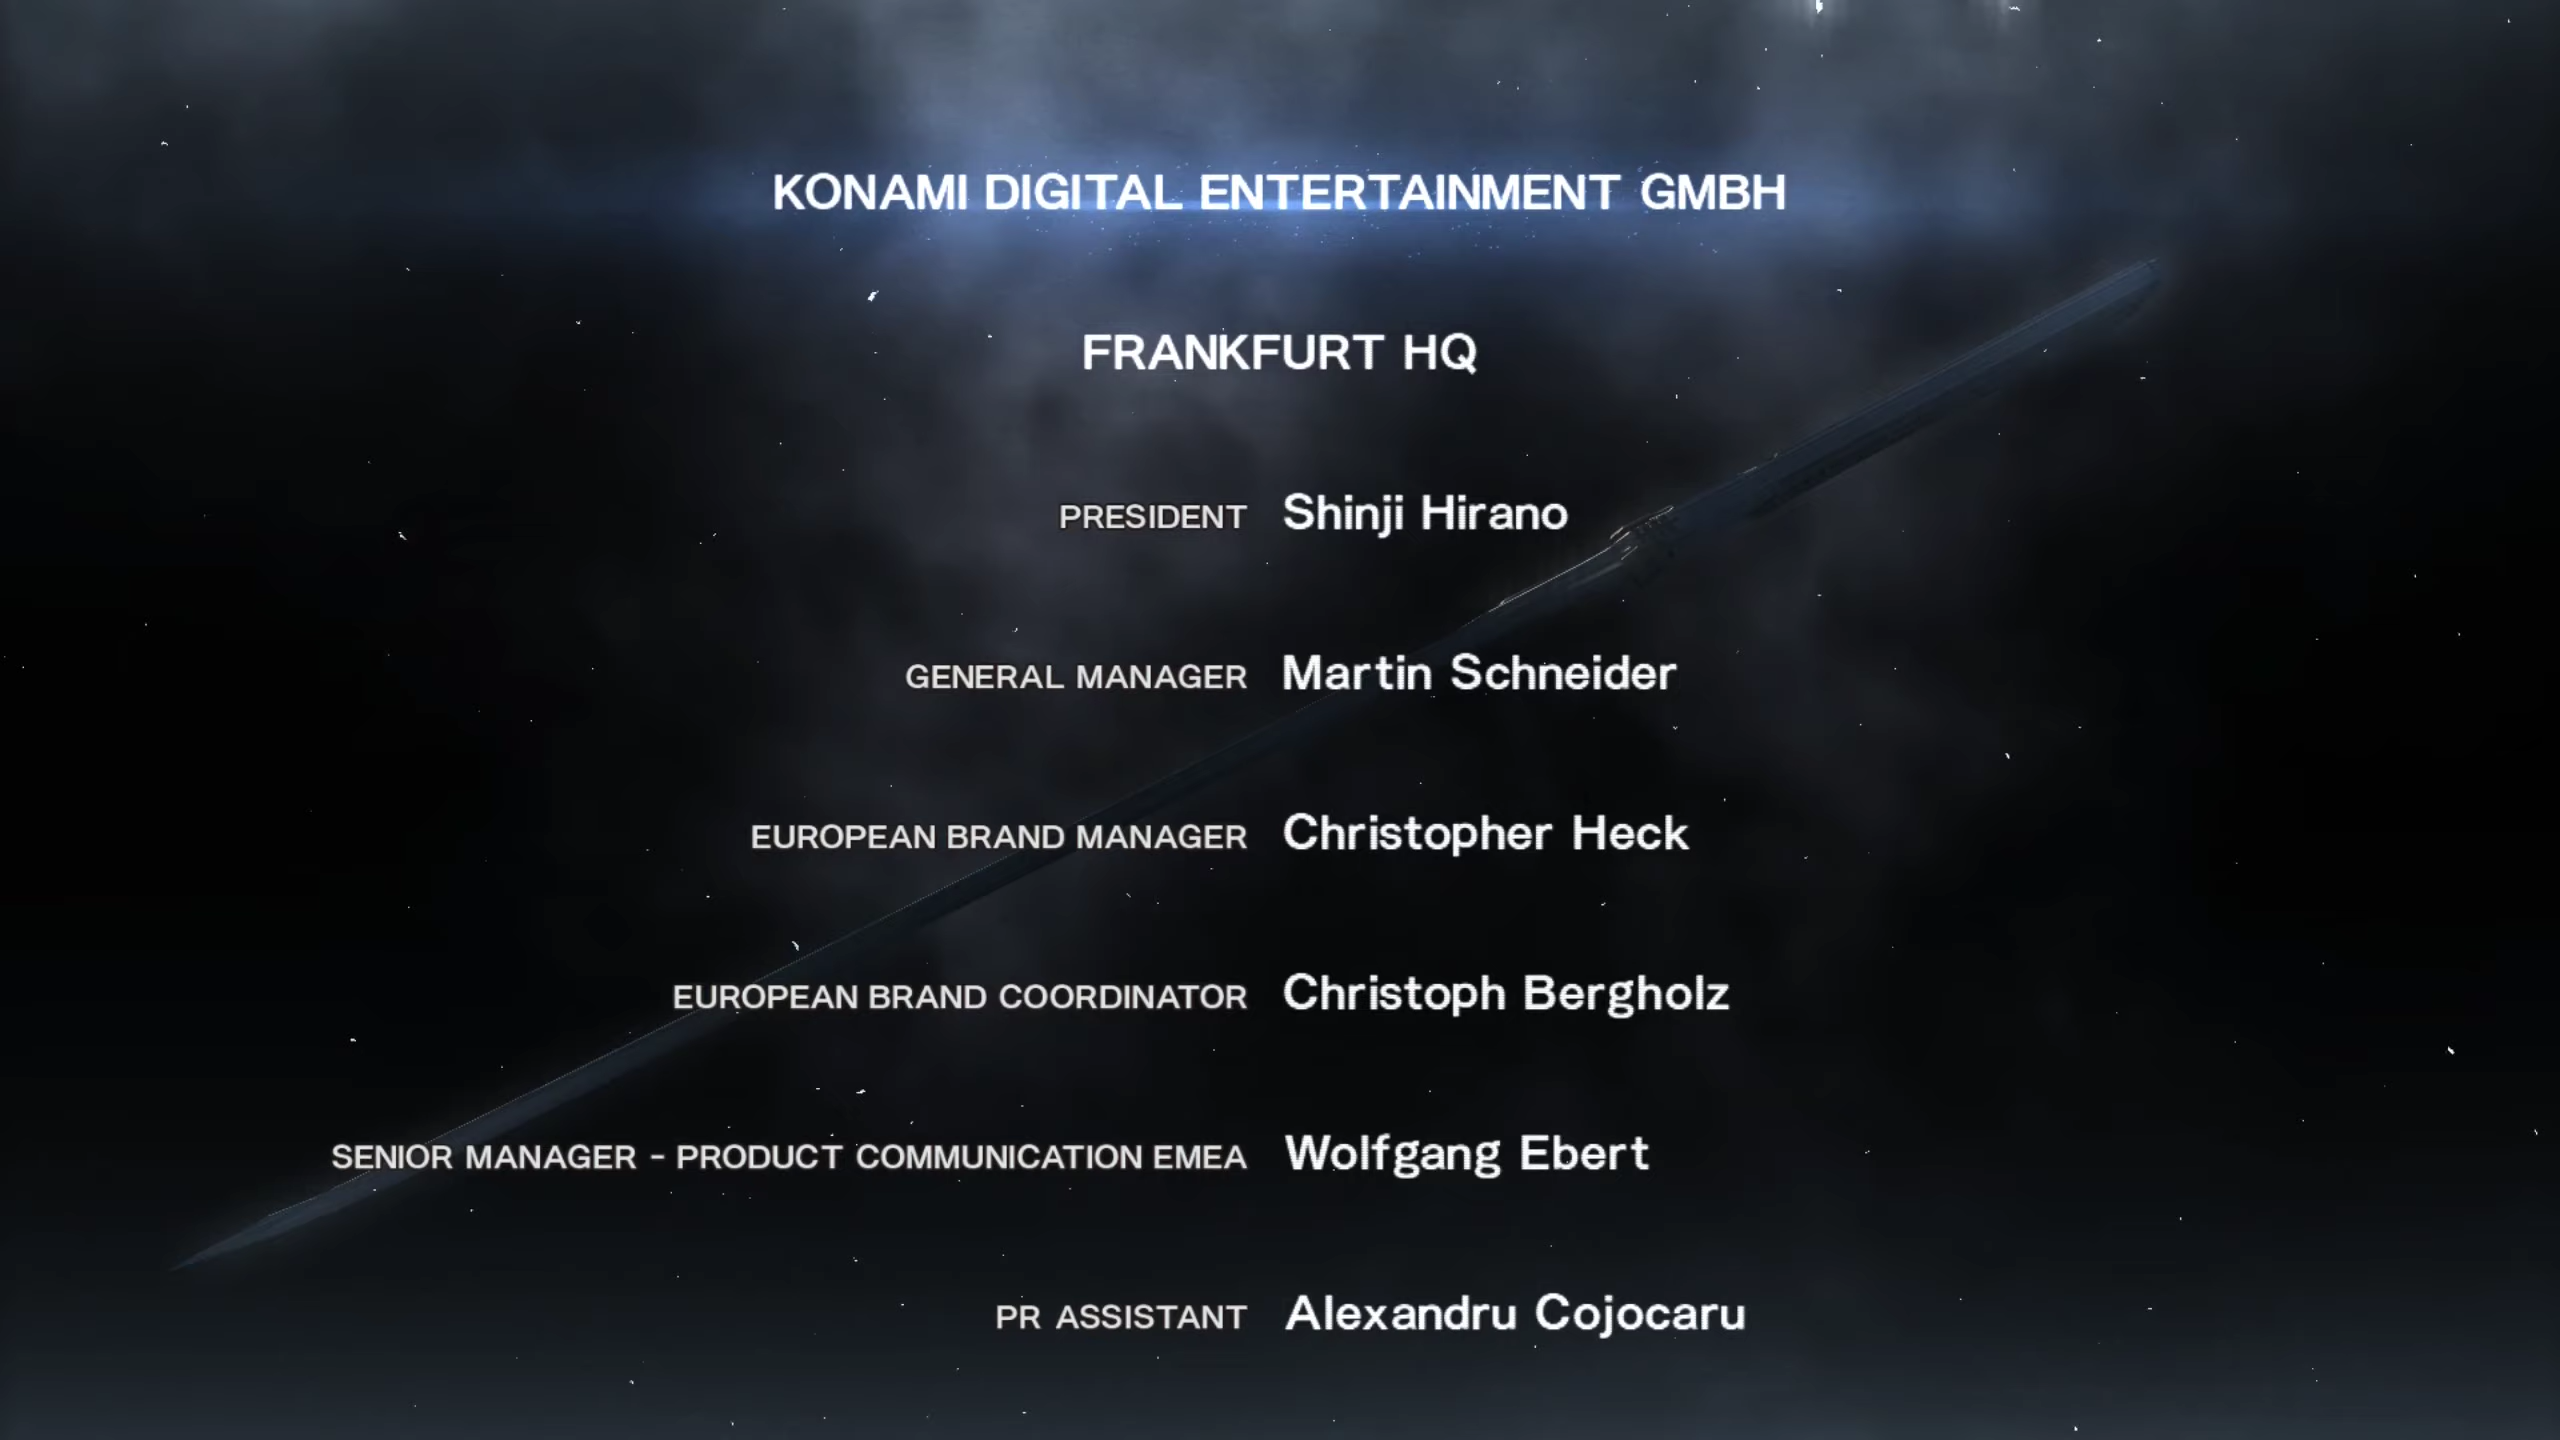 KONAMI DIGITAL ENTERTAINMENT GMBH
FRANKFURT HQ
PRESIDENT Shinji Hirano
GENERAL MANAGER Martin Schneider
EUROPEAN BRAND MANAGER Christopher Heck
EUROPEAN BRAND COORDINATOR Christoph Bergholz
SENIOR MANAGER - PRODUCT COMMUNICATION EMEA Wolfgang Ebert
PR ASSISTANT Alexandru Cojocaru